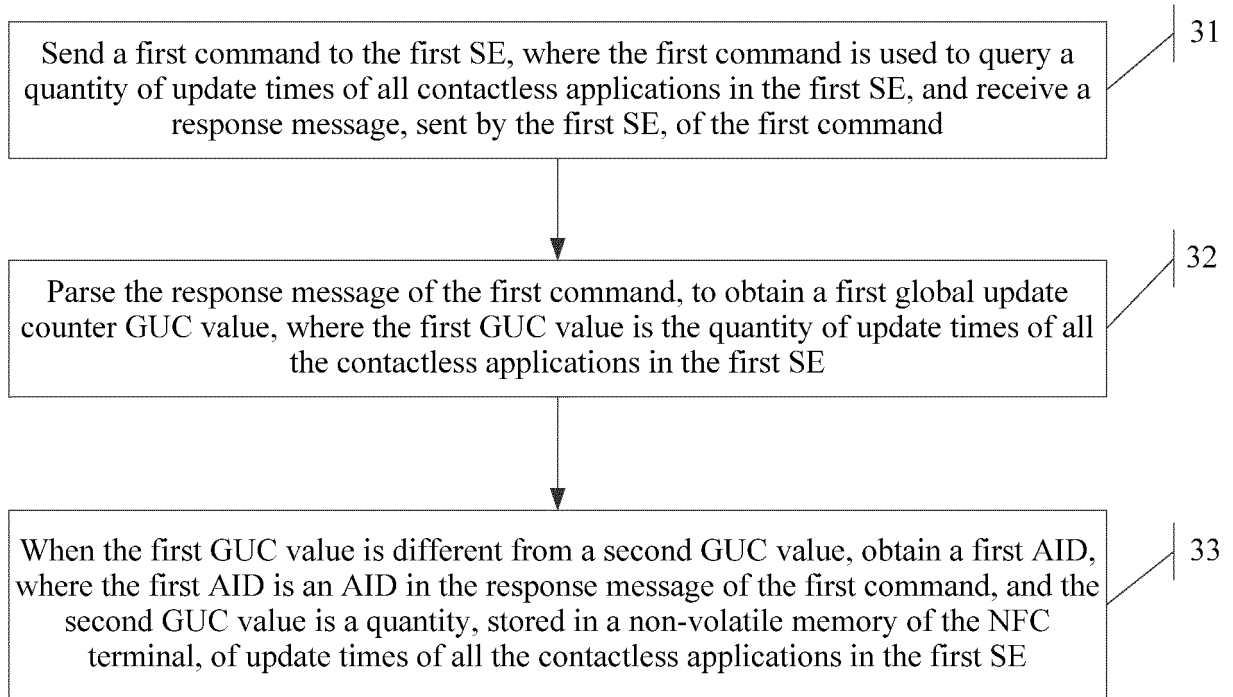 Send a first command to the first SE, where the first command is used to query a
quantity of update times of all contactless applications in the first SE, and receive a
response message, sent by the first SE, of the first command
31
Parse the response message of the first command, to obtain a first global update
counter GUC value, where the first GUC value is the quantity of update times of all
the contactless applications in the first SE
32
When the first GUC value is different from a second GUC value, obtain a first AID,
where the first AID is an AID in the response message of the first command, and the
second GUC value is a quantity, stored in a non-volatile memory of the NFC
terminal, of update times of all the contactless applications in the first SE
33